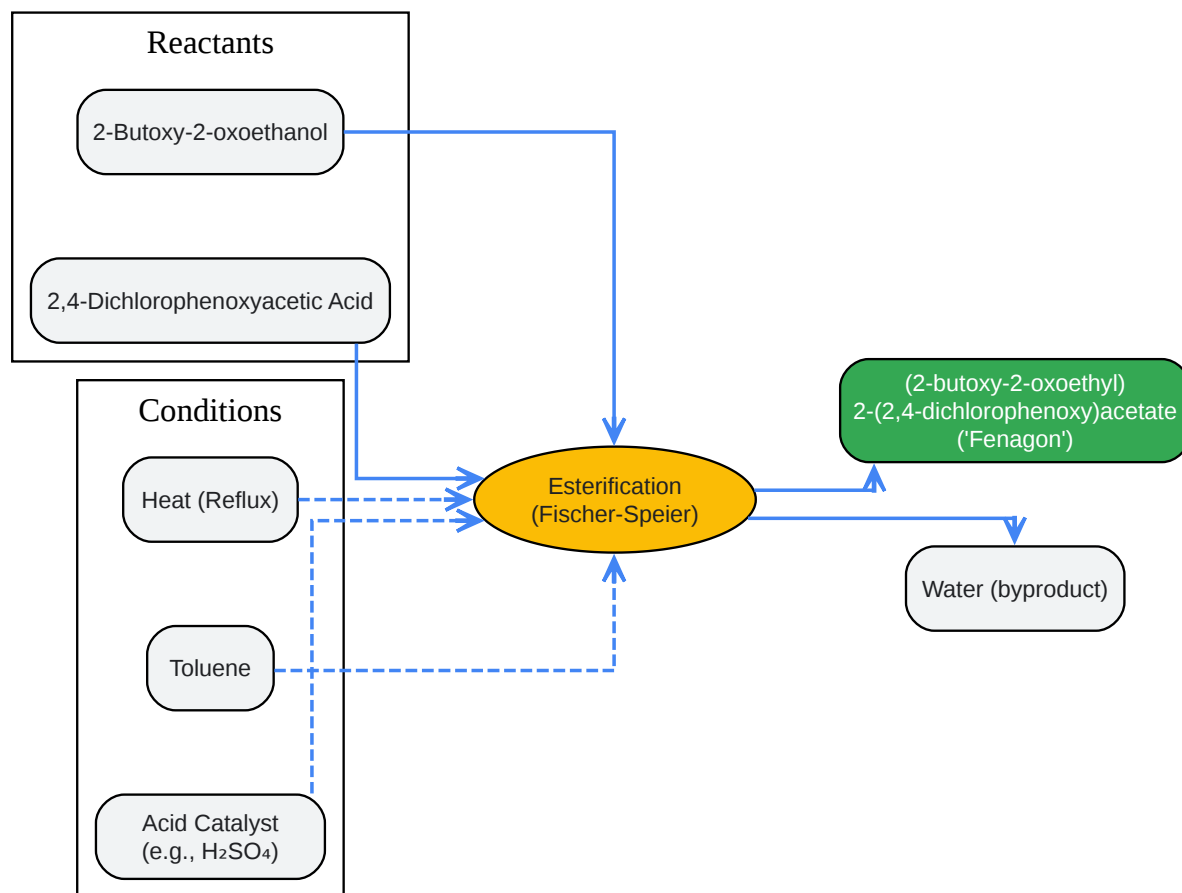 Reactants
2-Butoxy-2-oxoethanol
2,4-Dichlorophenoxyacetic Acid
Conditions
Heat (Reflux)
Toluene
Acid Catalyst
(e.g., H₂SO₄)
Esterification
(Fischer-Speier)
(2-butoxy-2-oxoethyl)
2-(2,4-dichlorophenoxy)acetate
('Fenagon')
Water (byproduct)